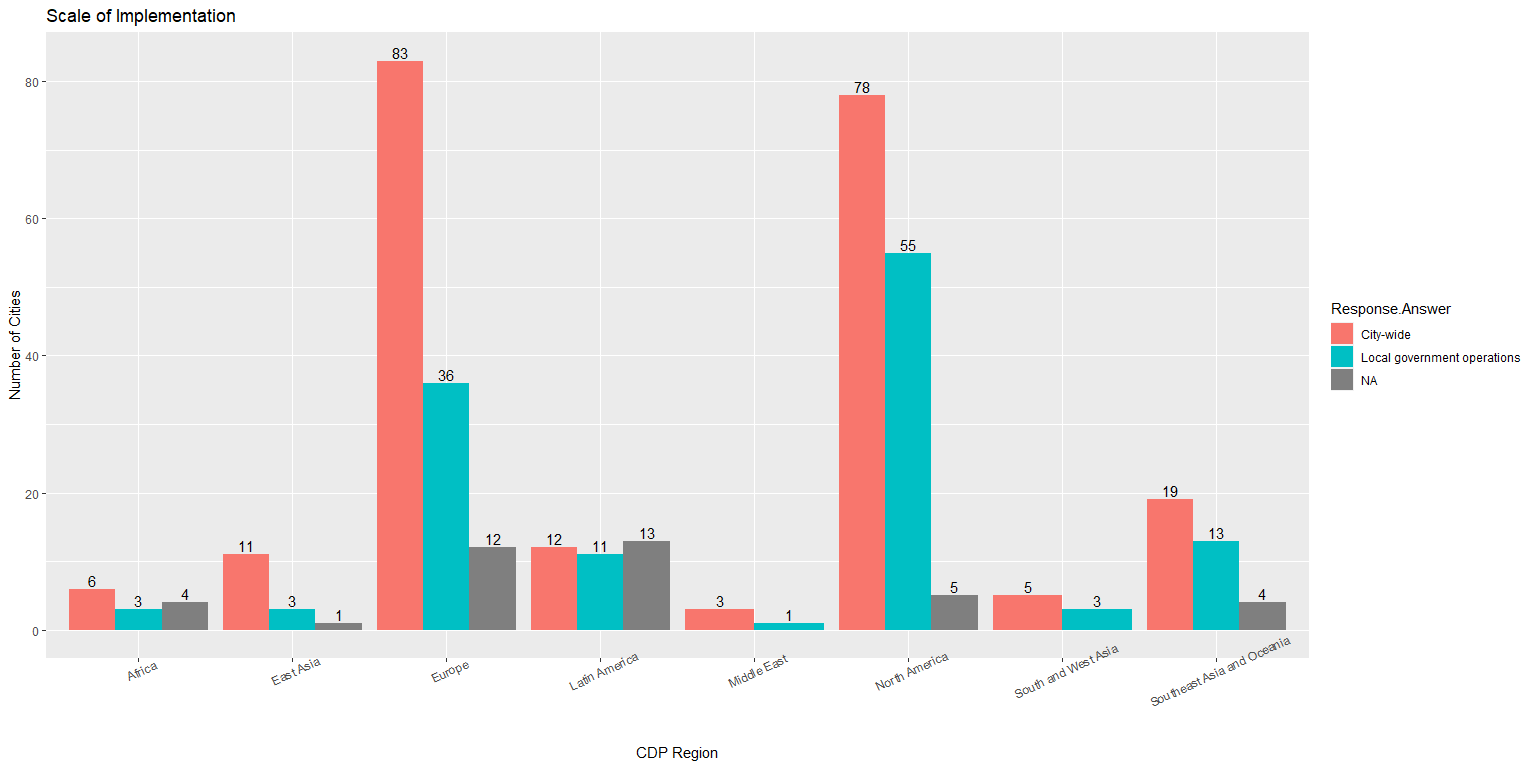 Scale of Implementation
Number of Cities
80
60
40
20
0
6
3
4
11
3
1
83
36
12
12
11
13
3
1
78
55
5
5
3
19
13
4
Africa
East Asia
Europe
Latin America
Middle East
North America
South and West Asia
Southeast Asia and Oceania
CDP Region
Response.Answer
City-wide
Local government operations
NA